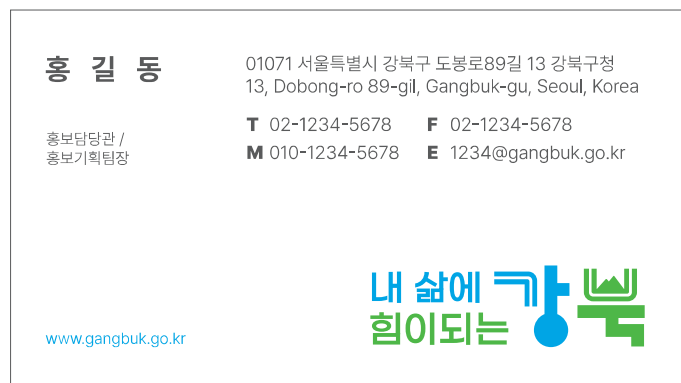 홍 길 동
홍보담당관 /
홍보기획팀장
01071 서울특별시 강북구 도봉로89길 13 강북구청
13, Dobong-ro 89-gil, Gangbuk-gu, Seoul, Korea
T 02-1234-5678 F 02-1234-5678
M 010-1234-5678 E 1234@gangbuk.go.kr
내 삶에
힘이되는
강북
www.gangbuk.go.kr